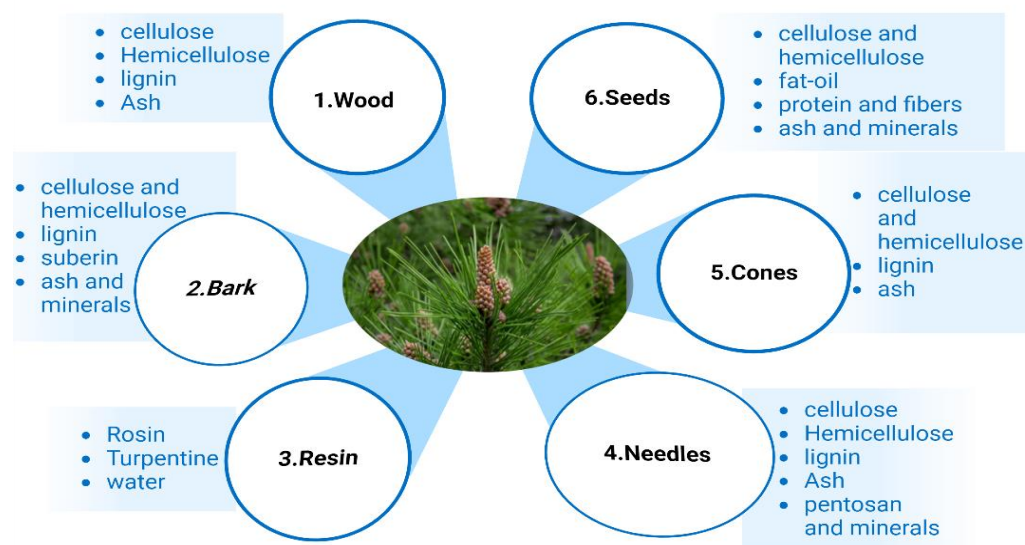 1.Wood
• cellulose
• Hemicellulose
• lignin
• Ash
2.Bark
• cellulose and
hemicellulose
• lignin
• suberin
• ash and
minerals
3.Resin
• Rosin
• Turpentine
• water
4.Needles
• cellulose
• Hemicellulose
• lignin
• Ash
• pentosan
and minerals
5.Cones
• cellulose
and
hemicellulose
• lignin
• ash
6.Seeds
• cellulose and
hemicellulose
• fat-oil
• protein and fibers
• ash and minerals